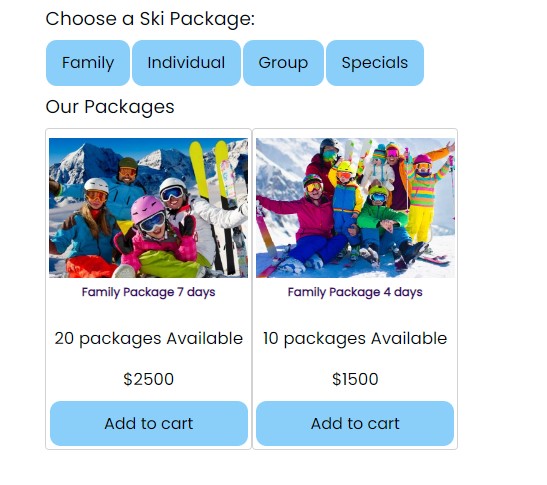 Choose a Ski Package:
Family Individual Group Specials
Our Packages
Family Package 7 days
20 packages Available
$2500
Add to cart
Family Package 4 days
10 packages Available
$1500
Add to cart